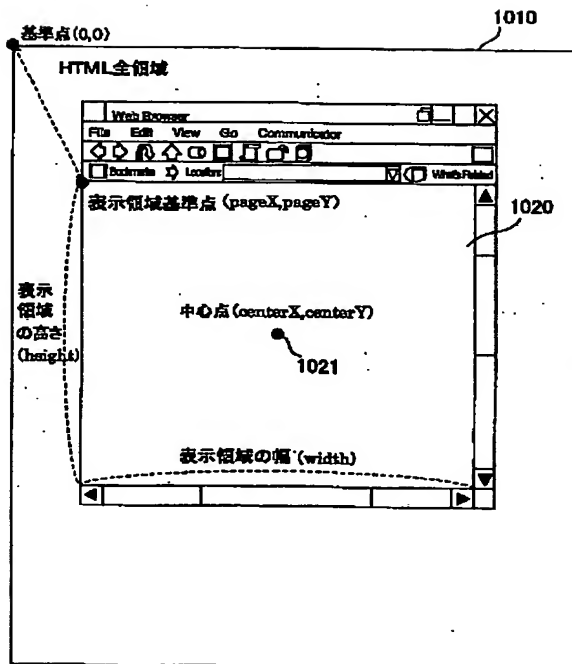 1010
基準点(0,0)
HTML全領域
Web Browser
File Edit View Go Communicator
Bookmarks Location What's Related
表示領域基準点 (pageX,pageY)
1020
表示
領域
の高さ
(height)
中心点(centerX,centerY)
1021
表示領域の幅 (width)